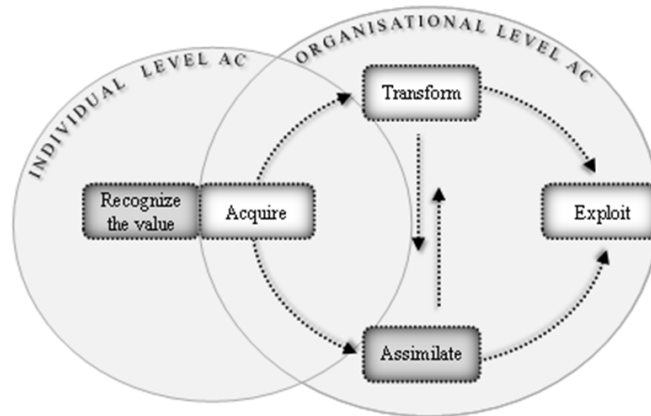 INDIVIDUAL LEVEL AC
ORGANISATIONAL LEVEL AC
Transform
Recognize
the value
Acquire
Exploit
Assimilate